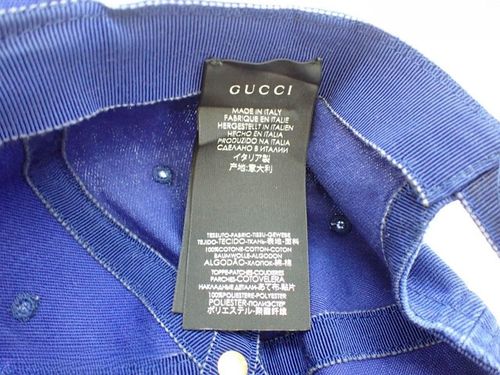 GUCCI
MADE IN ITALY
FABRIQUE EN ITALIE
HERGESTELLT IN ITALIEN
HECHO EN ITALIA
PRODUZIDO NA ITALIA
СДЕЛАНО В ИТАЛИИ
イタリア製
产地:意大利
TESSUTO-FABRIC-TISSU-GEWEBE
TEJIDO-TECIDO-ТКАНЬ-表地-面料
100%COTONE-COTTON-COTON
BAUMWOLLE-ALGODON
ALGODÃO-ХЛОПОК-綿-棉
TOPPE-PATCHES-COUDIERES
PARCHES-COTOVELERA
НАКЛАДНЫЕ ДЕТАЛИ-あて布-贴片
100%POLIESTERE-POLYESTER
POLIESTER-ПОЛИЭСТЕР
ポリエステル-聚酯纤维